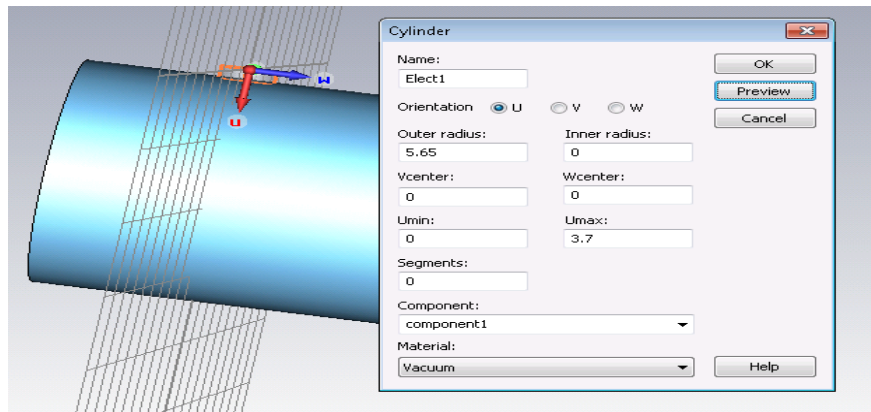 Cylinder
Name:
OK
Elect1
Preview
Orientation U V W
Cancel
Outer radius: Inner radius:
5.65 0
Vcenter: Wcenter:
0 0
Umin: Umax:
0 3.7
Segments:
0
Component:
component1
Material:
Vacuum Help
W
U